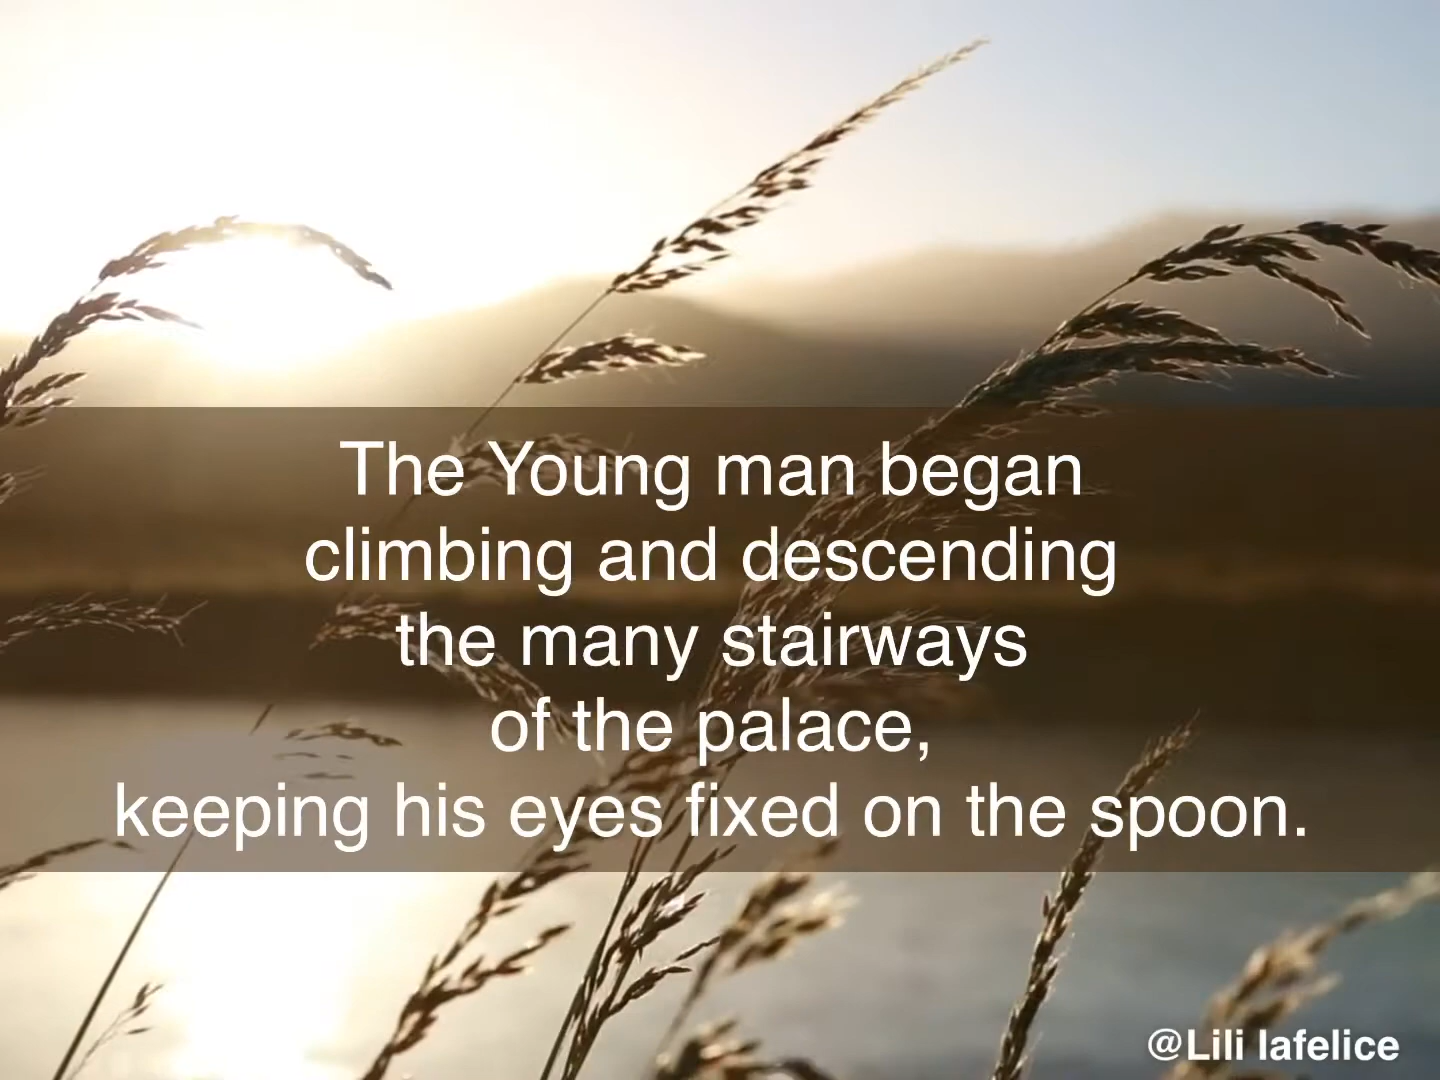 The Young man began
climbing and descending
the many stairways
of the palace,
keeping his eyes fixed on the spoon.
@Lili lafelice